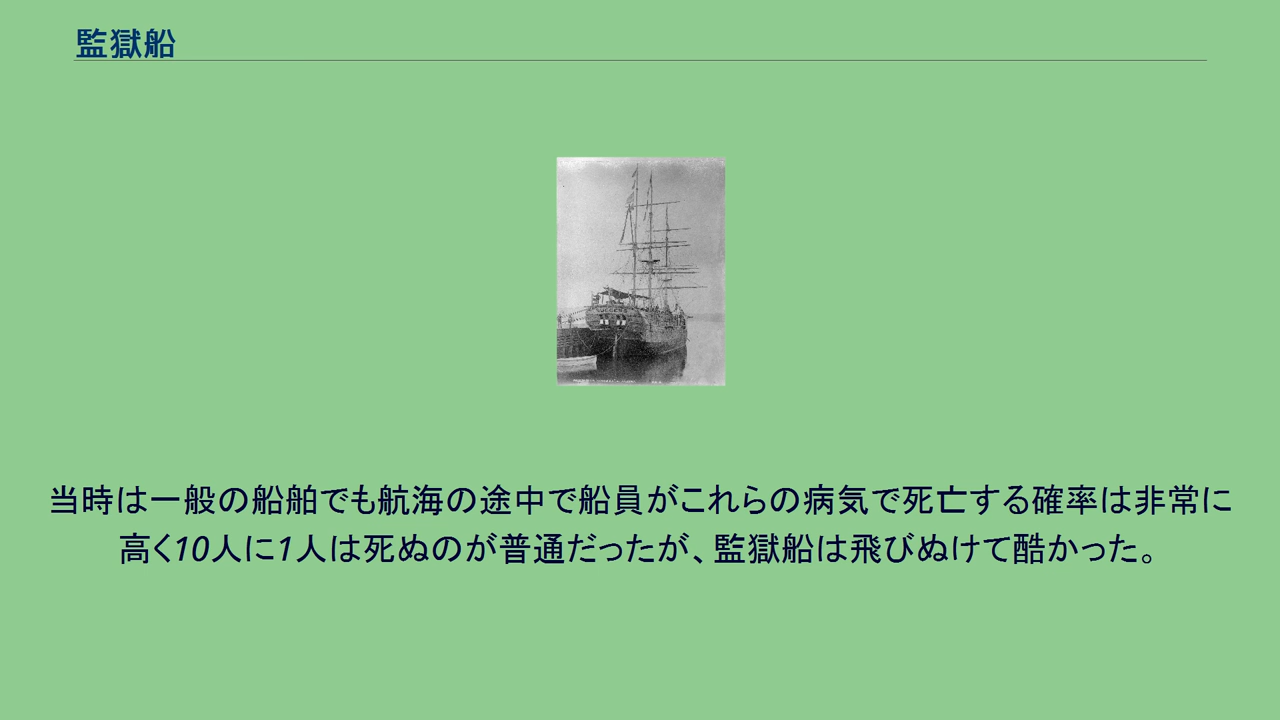 監獄船
当時は一般の船舶でも航海の途中で船員がこれらの病気で死亡する確率は非常に
高く10人に1人は死ぬのが普通だったが、監獄船は飛びぬけて酷かった。